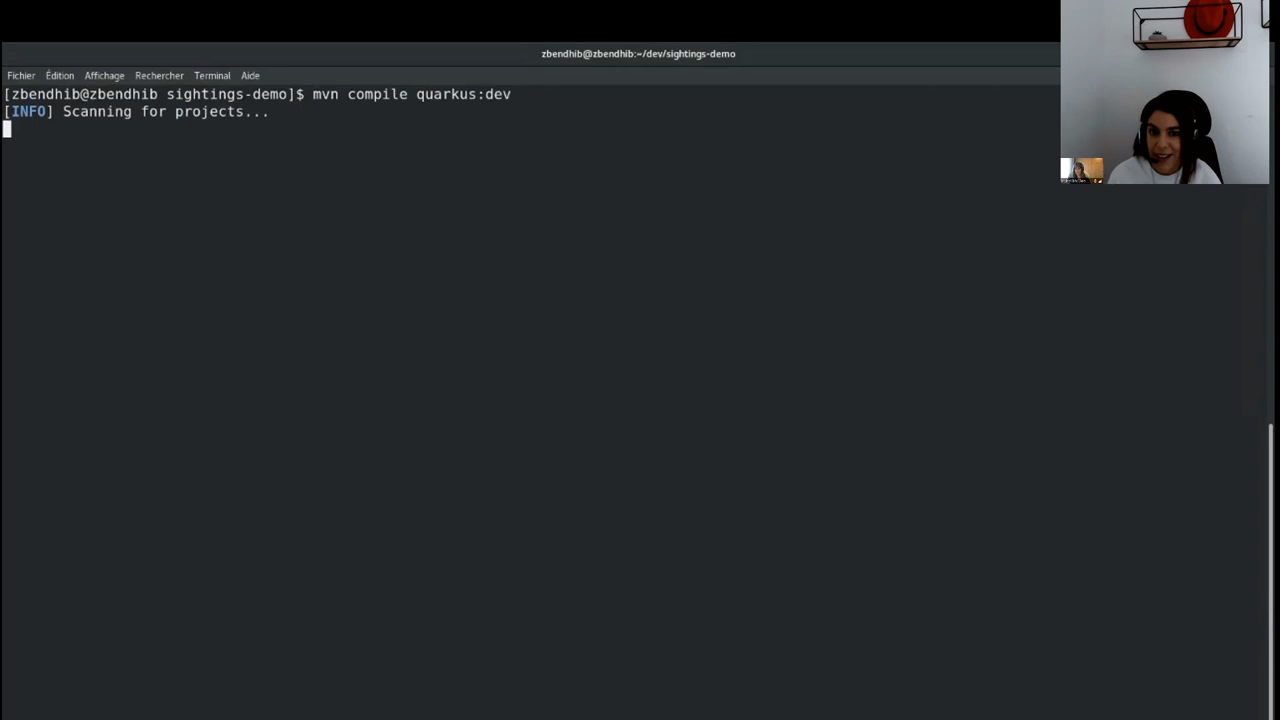 zbendhib@zbendhib:~/dev/sightings-demo
Fichier Édition Affichage Rechercher Terminal Aide
[zbendhib@zbendhib sightings-demo]$ mvn compile quarkus:dev
[INFO] Scanning for projects...